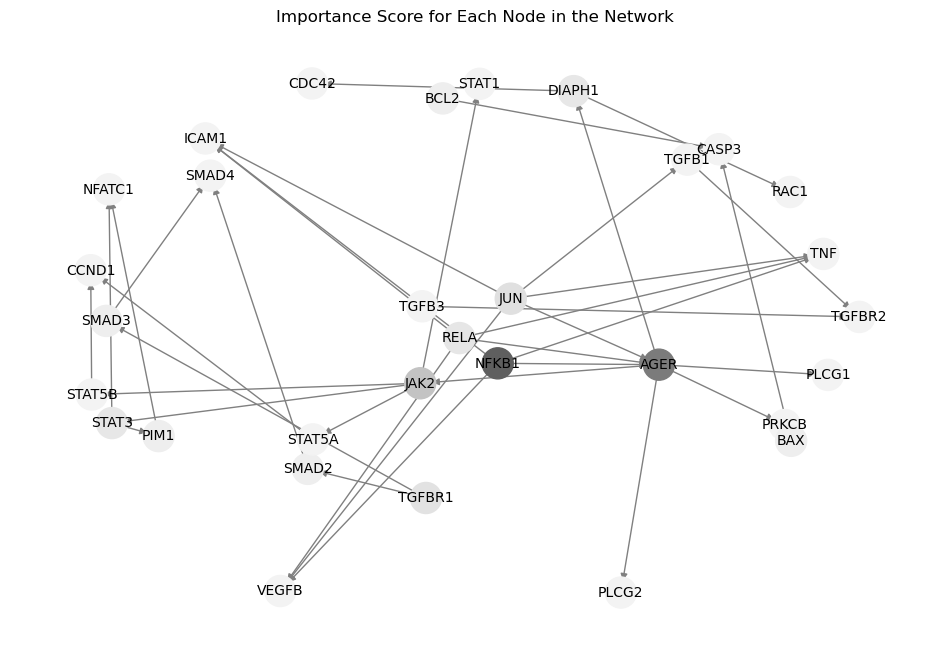 Importance Score for Each Node in the Network
CDC42
STAT1
BCL2
DIAPH1
ICAM1
CASP3
TGFB1
SMAD4
NFATC1
RAC1
TNF
CCND1
JUN
TGFB3
TGFBR2
SMAD3
RELA
NFKB1
AGER
PLCG1
JAK2
STAT5B
STAT3
PRKCB
PIM1
STAT5A
BAX
SMAD2
TGFBR1
VEGFB
PLCG2